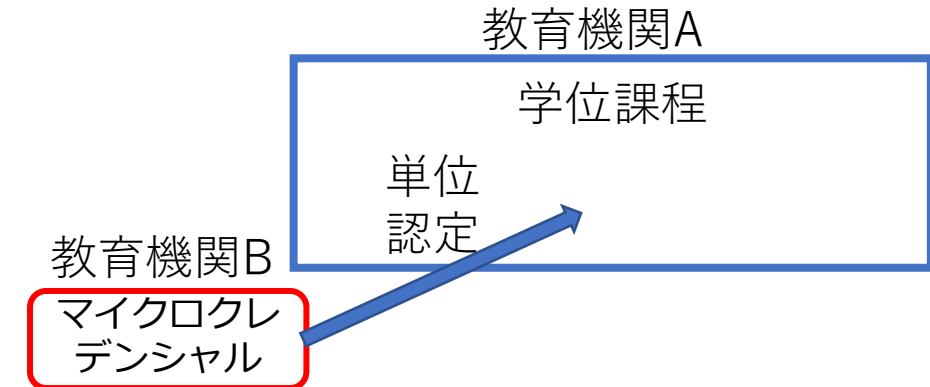 教育機関A
学位課程
単位
認定
教育機関B
マイクロクレ
デンシャル